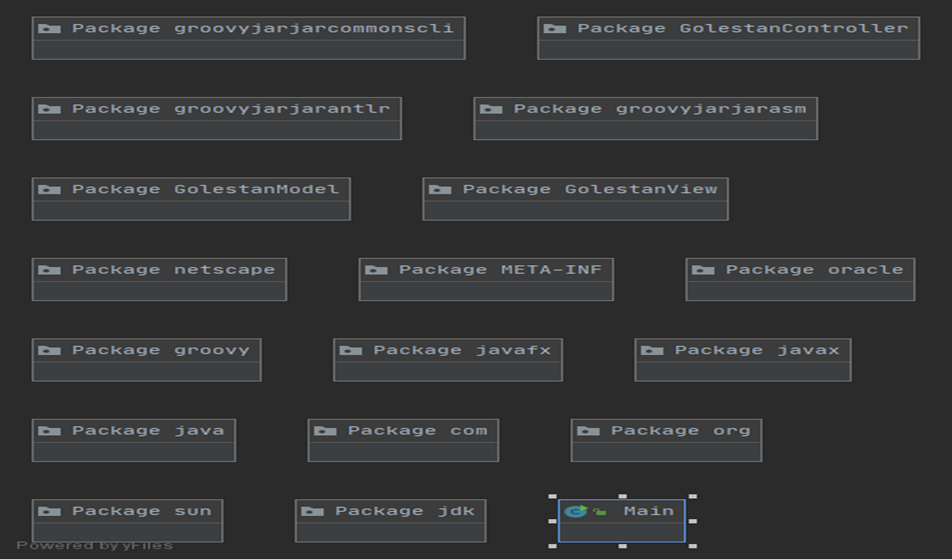 Package groovyjarjarcommonscli Package GolestanController
Package groovyjarjarantlr Package groovyjarjarasm
Package GolestanModel Package GolestanView
Package netscape Package META-INF Package oracle
Package groovy Package javafx Package javax
Package java Package com Package org
Package sun Package jdk C Main
Powered by yFiles